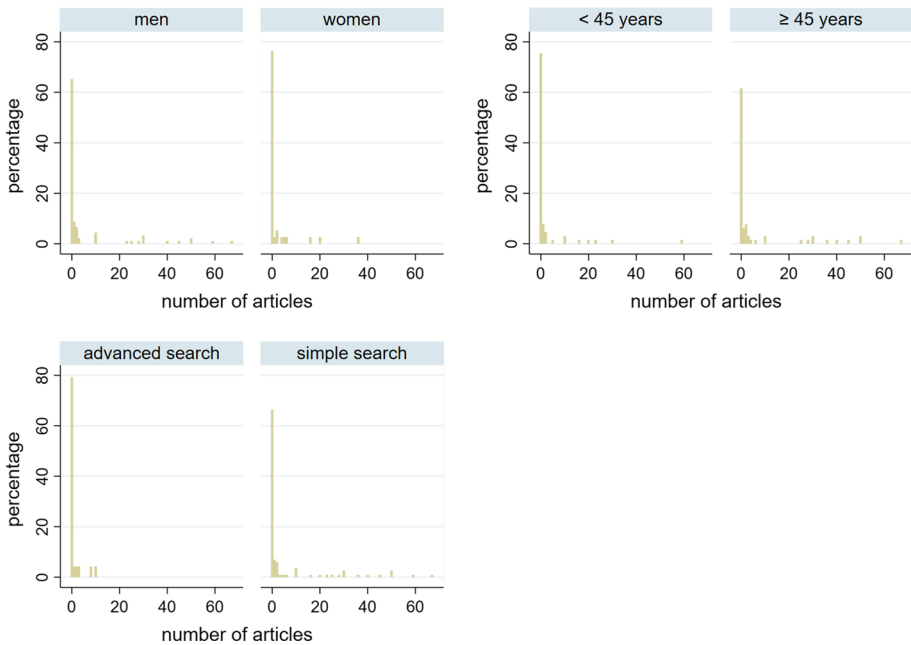 men women
80
60
40
20
0
percentage
0 20 40 60 0 20 40 60
number of articles
< 45 years ≥ 45 years
80
60
40
20
0
percentage
0 20 40 60 0 20 40 60
number of articles
advanced search simple search
80
60
40
20
0
percentage
0 20 40 60 0 20 40 60
number of articles